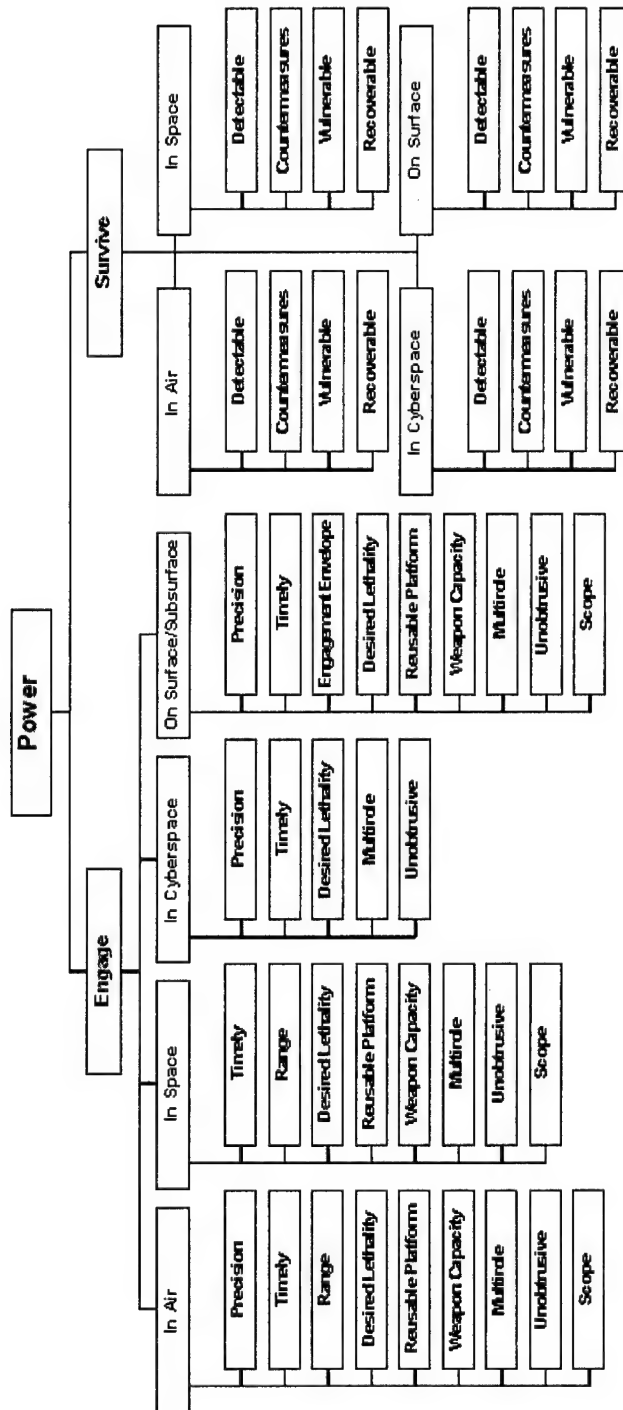 Power
Engage
In Air
Precision
Timely
Range
Desired Lethality
Reusable Platform
Weapon Capacity
Multirole
Unobtrusive
Scope
In Space
Timely
Range
Desired Lethality
Reusable Platform
Weapon Capacity
Multirole
Unobtrusive
Scope
In Cyberspace
Precision
Timely
Desired Lethality
Multirole
Unobtrusive
On Surface/Subsurface
Precision
Timely
Engagement Envelope
Desired Lethality
Reusable Platform
Weapon Capacity
Multirole
Unobtrusive
Scope
Survive
In Air
Detectable
Countermeasures
Vulnerable
Recoverable
In Space
Detectable
Countermeasures
Vulnerable
Recoverable
In Cyberspace
Detectable
Countermeasures
Vulnerable
Recoverable
On Surface
Detectable
Countermeasures
Vulnerable
Recoverable